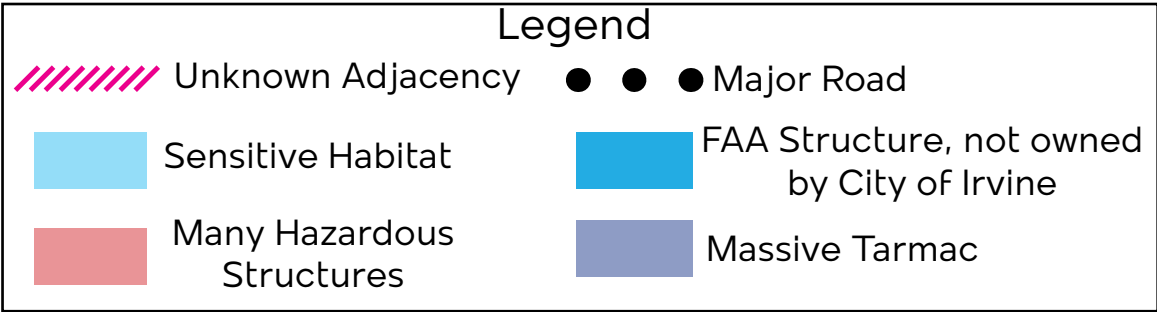 Legend
Unknown Adjacency
Major Road
Sensitive Habitat
FAA Structure, not owned
by City of Irvine
Many Hazardous
Structures
Massive Tarmac